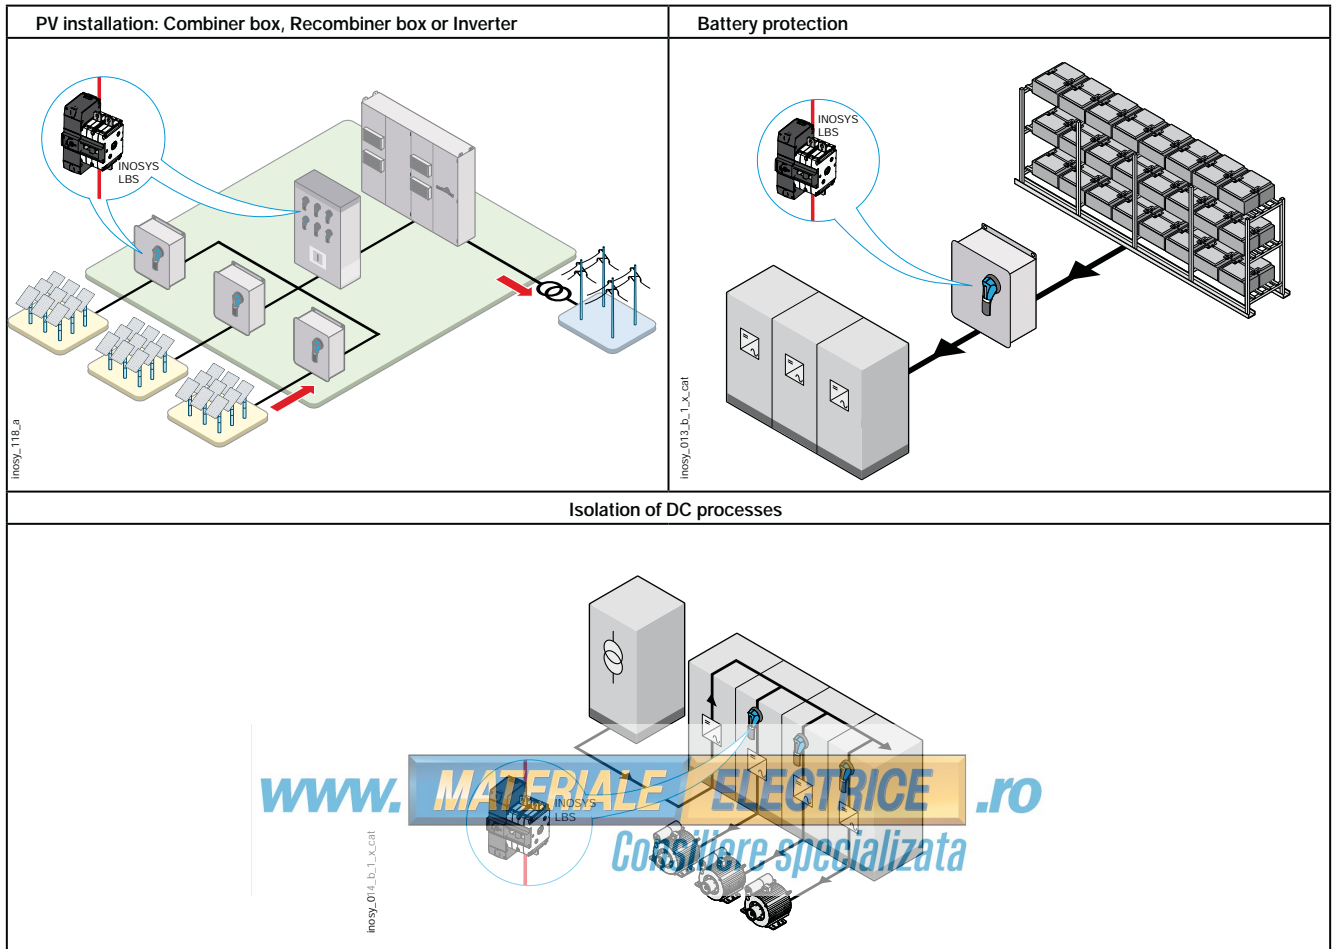 PV installation: Combiner box, Recombiner box or Inverter
Battery protection
INOSYS
LBS
inosy_118_a
INOSYS
LBS
inosy_013_b_1_x_cat
Isolation of DC processes
INOSYS
LBS
inosy_014_b_1_x_cat
www. MATERIALE ELECTRICE .ro
Consiliere specializata